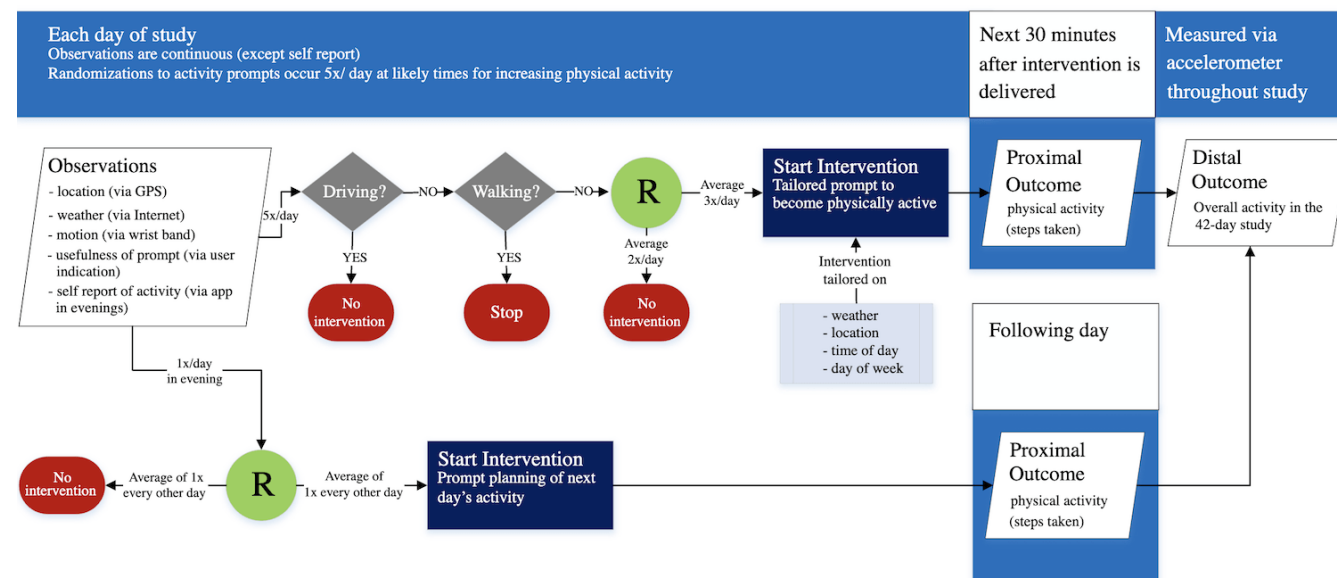 Each day of study
Observations are continuous (except self report)
Randomizations to activity prompts occur 5x/ day at likely times for increasing physical activity
Next 30 minutes
after intervention is
delivered
Measured via
accelerometer
throughout study
Observations
- location (via GPS)
- weather (via Internet)
- motion (via wrist band)
- usefulness of prompt (via user
indication)
- self report of activity (via app
in evenings)
5x/day
Driving?
NO
YES
No
intervention
Walking?
NO
YES
Stop
R
Average
3x/day
Average
2x/day
No
intervention
Start Intervention
Tailored prompt to
become physically active
Intervention
tailored on
- weather
- location
- time of day
- day of week
Proximal
Outcome
physical activity
(steps taken)
Distal
Outcome
Overall activity in the
42-day study
1x/day
in evening
No
intervention
Average of 1x
every other day
R
Average of
1x every other day
Start Intervention
Prompt planning of next
day’s activity
Following day
Proximal
Outcome
physical activity
(steps taken)